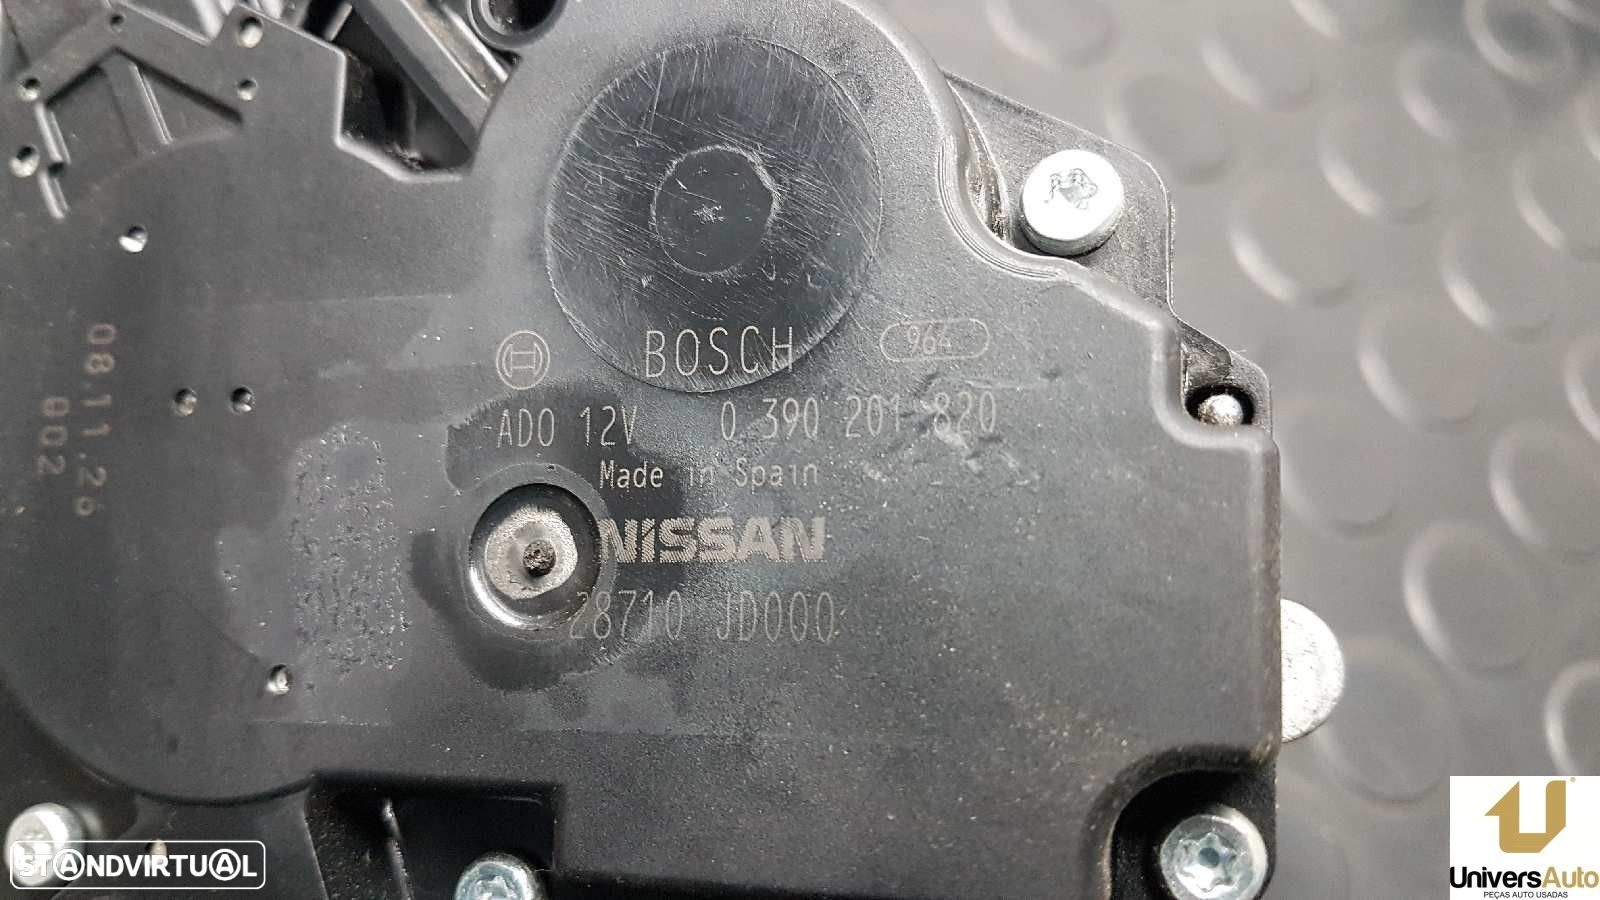 BOSCH 964
AD0 12V 0 390 201 820
Made in Spain
NISSAN
28710 JD000
08.11.26
002
STANDVIRTUAL
UniversAuto
PEÇAS AUTO USADAS